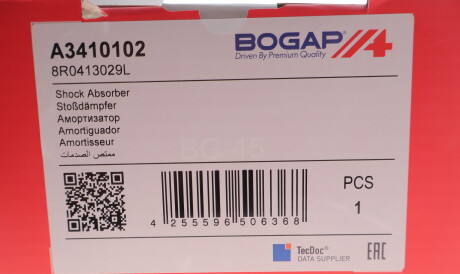 A3410102
8R0413029L
BOGAP
Driven By Premium Quality
Shock Absorber
Stoßdämpfer
Амортизатор
Amortiguador
Amortisseur
ممتص الصدمات
BG-45
4 255596 506368
PCS
1
TecDoc®
DATA SUPPLIER
EAC